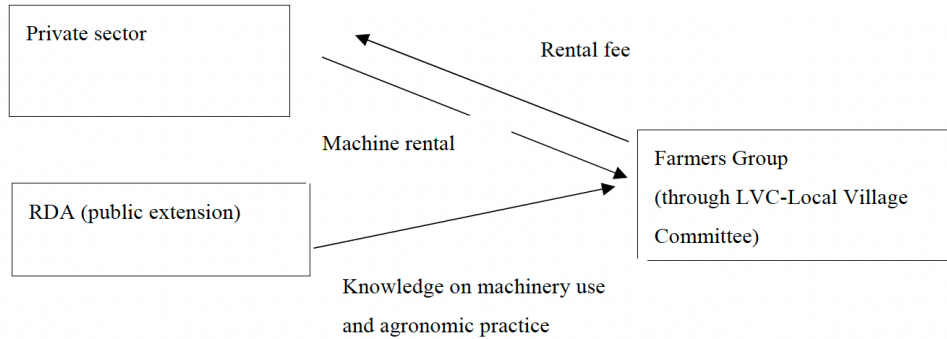 Private sector
Rental fee
Machine rental
Farmers Group
(through LVC-Local Village
Committee)
RDA (public extension)
Knowledge on machinery use
and agronomic practice